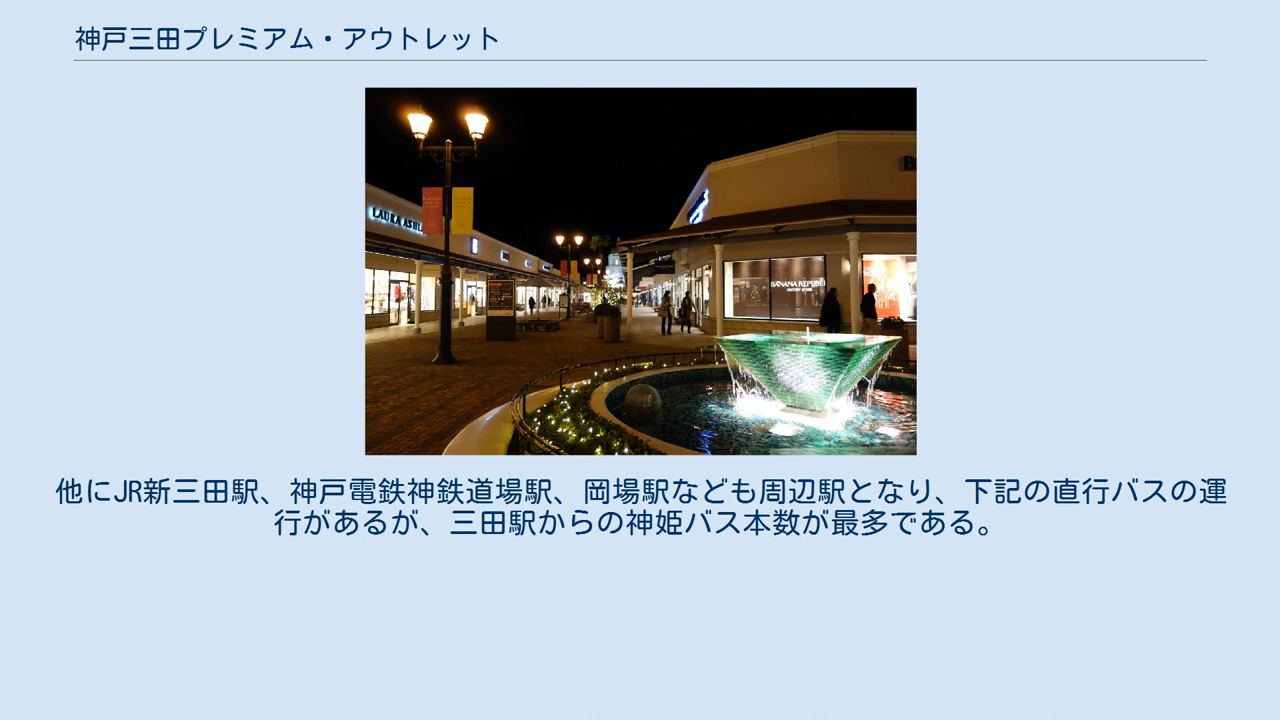 神戸三田プレミアム・アウトレット
LAURA ASHL
BANANA REPUBLI
FACTORY STORE
他にJR新三田駅、神戸電鉄神鉄道場駅、岡場駅なども周辺駅となり、下記の直行バスの運
行があるが、三田駅からの神姫バス本数が最多である。